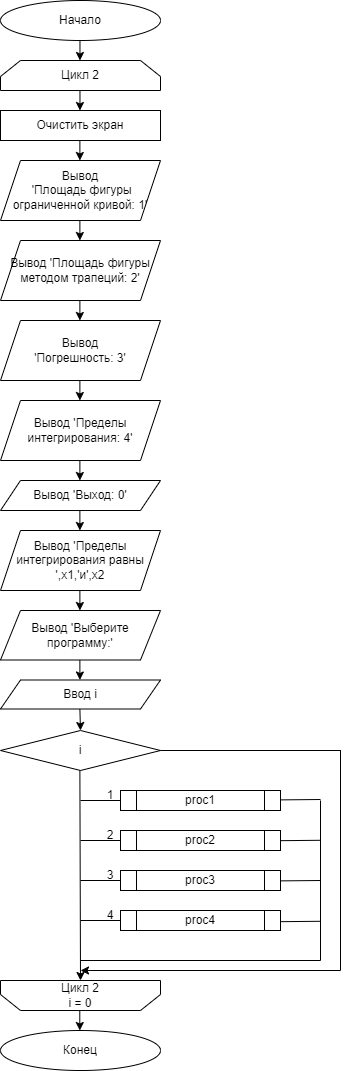 Начало
Цикл 2
Очистить экран
Вывод
'Площадь фигуры
ограниченной кривой: 1'
Вывод 'Площадь фигуры
методом трапеций: 2'
Вывод
'Погрешность: 3'
Вывод 'Пределы
интегрирования: 4'
Вывод 'Выход: 0'
Вывод 'Пределы
интегрирования равны
',x1,'и',x2
Вывод 'Выберите
программу:'
Ввод i
i
1 proc1
2 proc2
3 proc3
4 proc4
Цикл 2
i = 0
Конец